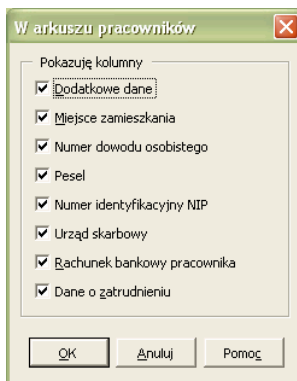 W arkuszu pracowników
Pokazuję kolumny
Dodatkowe dane
Miejsce zamieszkania
Numer dowodu osobistego
Pesel
Numer identyfikacyjny NIP
Urząd skarbowy
Rachunek bankowy pracownika
Dane o zatrudnieniu
OK Anuluj Pomoc